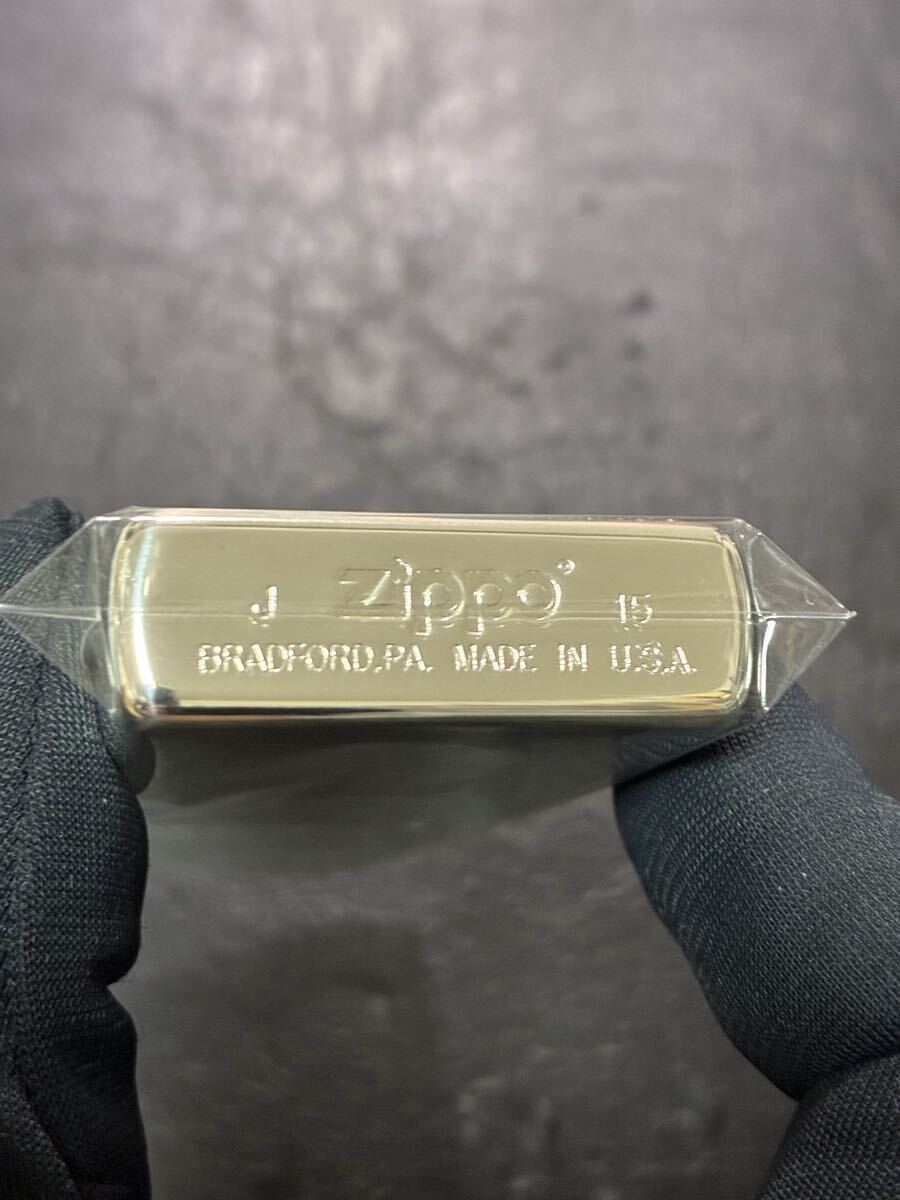 J Zippo® 15
BRADFORD,PA. MADE IN U.S.A.